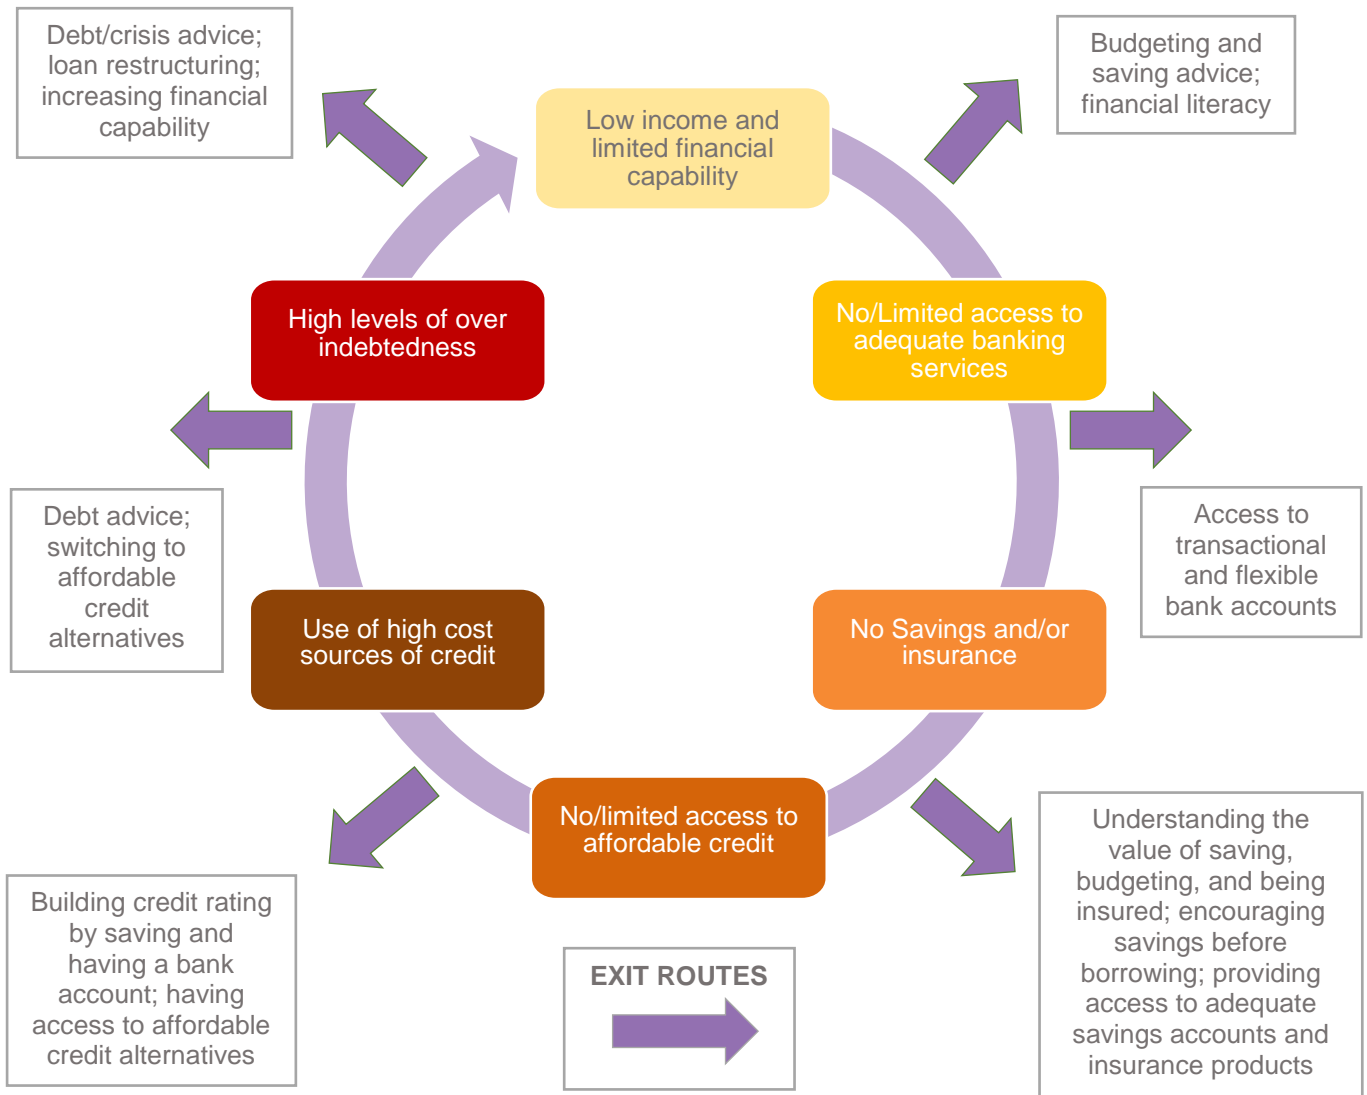 Debt/crisis advice;
loan restructuring;
increasing financial
capability
Low income and
limited financial
capability
Budgeting and
saving advice;
financial literacy
High levels of over
indebtedness
No/Limited access to
adequate banking
services
Debt advice;
switching to
affordable
credit
alternatives
Access to
transactional
and flexible
bank accounts
Use of high cost
sources of credit
No Savings and/or
insurance
No/limited access to
affordable credit
Building credit rating
by saving and
having a bank
account; having
access to affordable
credit alternatives
EXIT ROUTES
Understanding the
value of saving,
budgeting, and being
insured; encouraging
savings before
borrowing; providing
access to adequate
savings accounts and
insurance products